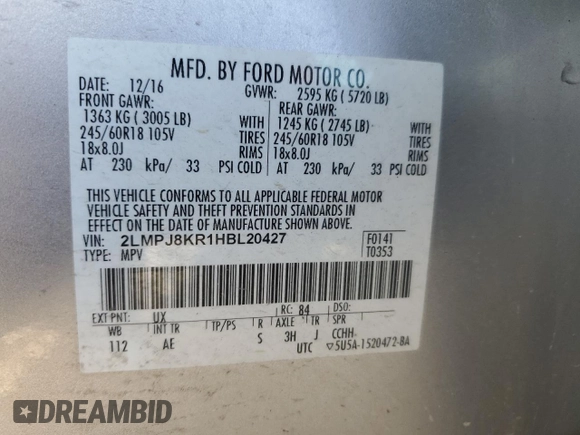 MFD. BY FORD MOTOR CO.
DATE: 12/16 GVWR: 2595 KG ( 5720 LB)
FRONT GAWR: REAR GAWR:
1363 KG ( 3005 LB) WITH 1245 KG ( 2745 LB) WITH
245/60R18 105V TIRES 245/60R18 105V TIRES
18x8.0J RIMS 18x8.0J RIMS
AT 230 kPa/ 33 PSI COLD AT 230 kPa/ 33 PSI COLD
THIS VEHICLE CONFORMS TO ALL APPLICABLE FEDERAL MOTOR
VEHICLE SAFETY AND THEFT PREVENTION STANDARDS IN
EFFECT ON THE DATE OF MANUFACTURE SHOWN ABOVE.
VIN: 2LMPJ8KR1HBL20427 F0141
TYPE: MPV T0353
EXT PNT: UX RC: 84 DSO:
WB INT TR TP/PS R AXLE TR SPR
112 AE S 3H J CCHH
UTC ▽5U5A-1520472-BA
DREAMBID